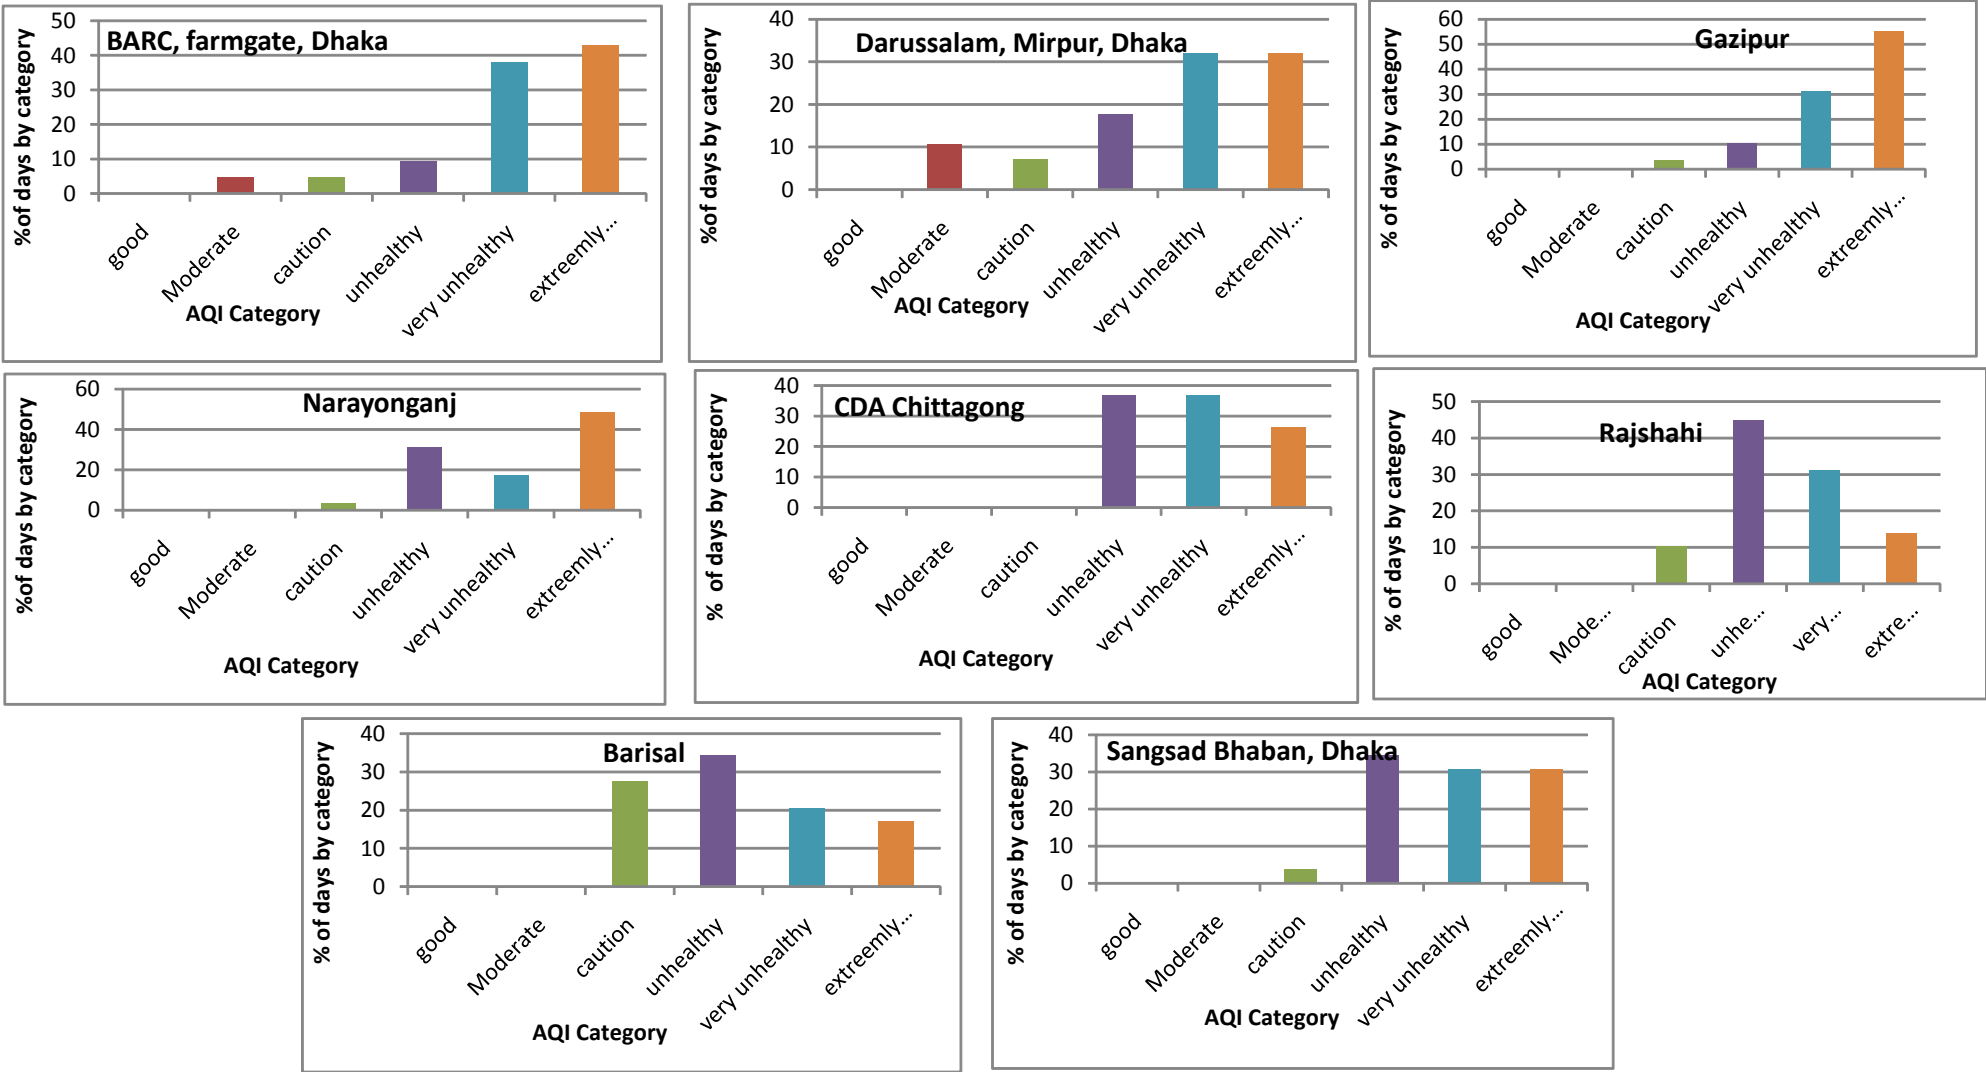 BARC, farmgate, Dhaka
%of days by category
50
40
30
20
10
0
good
Moderate
caution
unhealthy
very unhealthy
extreemly...
AQI Category
Darussalam, Mirpur, Dhaka
%of days by category
40
30
20
10
0
good
Moderate
caution
unhealthy
very unhealthy
extreemly...
AQI Category
Gazipur
% of days by category
60
50
40
30
20
10
0
good
Moderate
caution
unhealthy
very unhealthy
extreemly...
AQI Category
Narayonganj
%of days by category
60
40
20
0
good
Moderate
caution
unhealthy
very unhealthy
extreemly...
AQI Category
CDA Chittagong
% of days by category
40
30
20
10
0
good
Moderate
caution
unhealthy
very unhealthy
extreemly...
AQI Category
Rajshahi
% of days by category
50
40
30
20
10
0
good
Mode...
caution
unhe...
very...
extre...
AQI Category
Barisal
% of days by category
40
30
20
10
0
good
Moderate
caution
unhealthy
very unhealthy
extreemly...
AQI Category
Sangsad Bhaban, Dhaka
% of days by category
40
30
20
10
0
good
Moderate
caution
unhealthy
very unhealthy
extreemly...
AQI Category